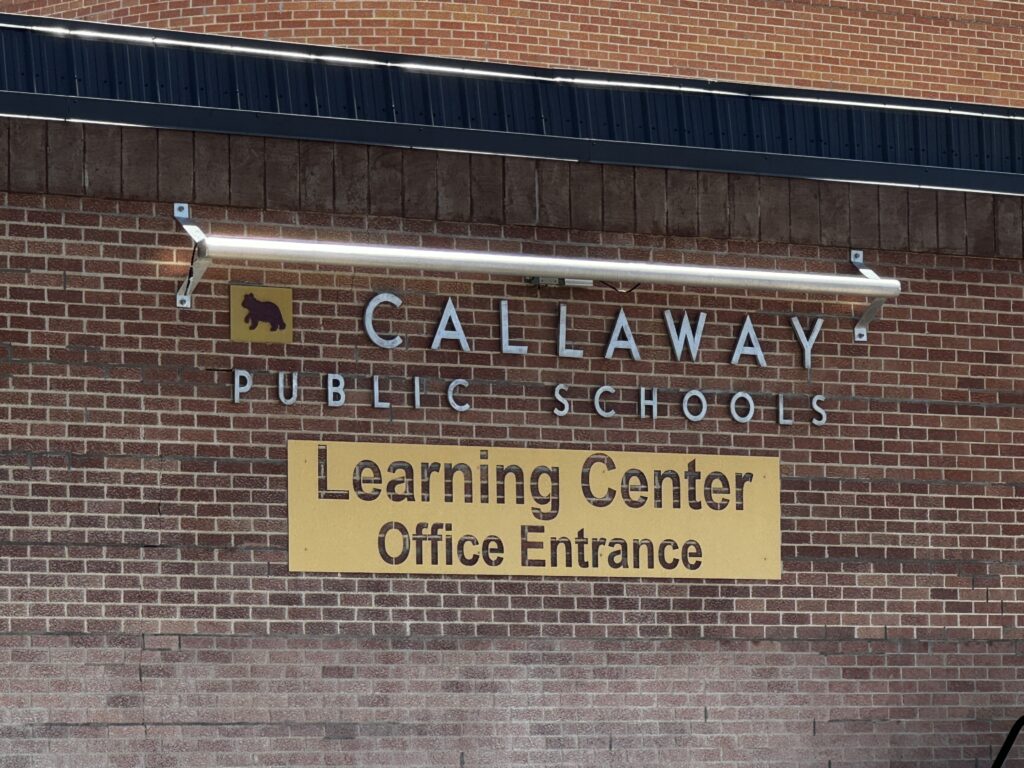 CALLAWAY
PUBLIC SCHOOLS
Learning Center
Office Entrance